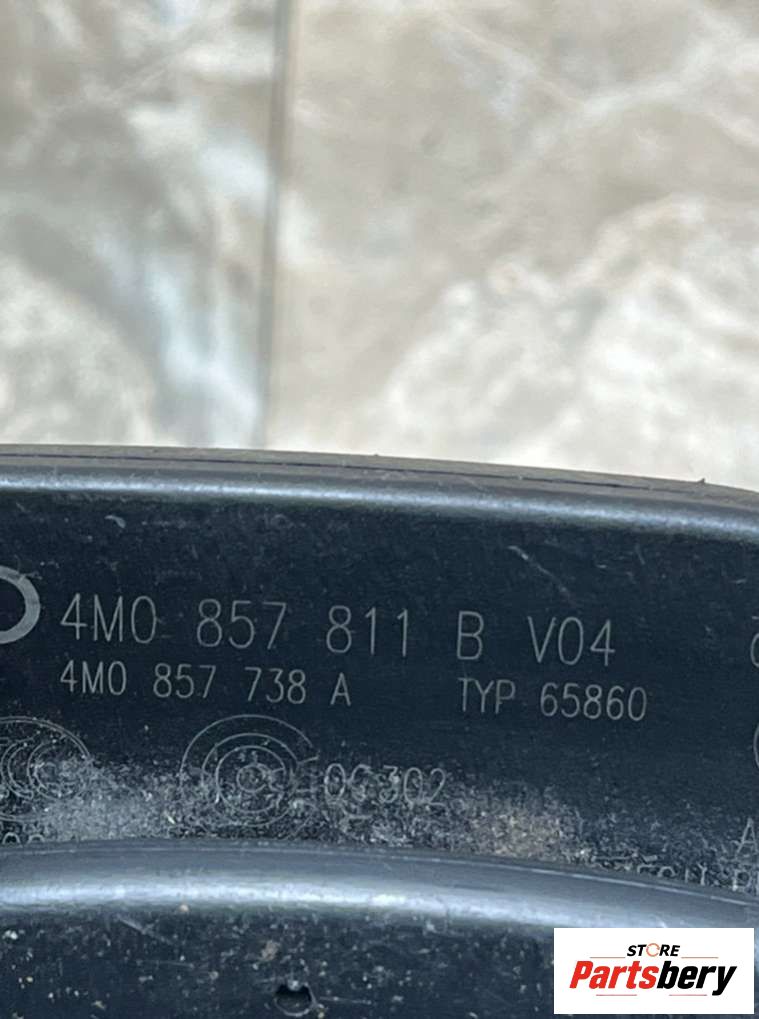 4M0 857 811 B V04
4M0 857 738 A TYP 65860
STORE
Partsbery